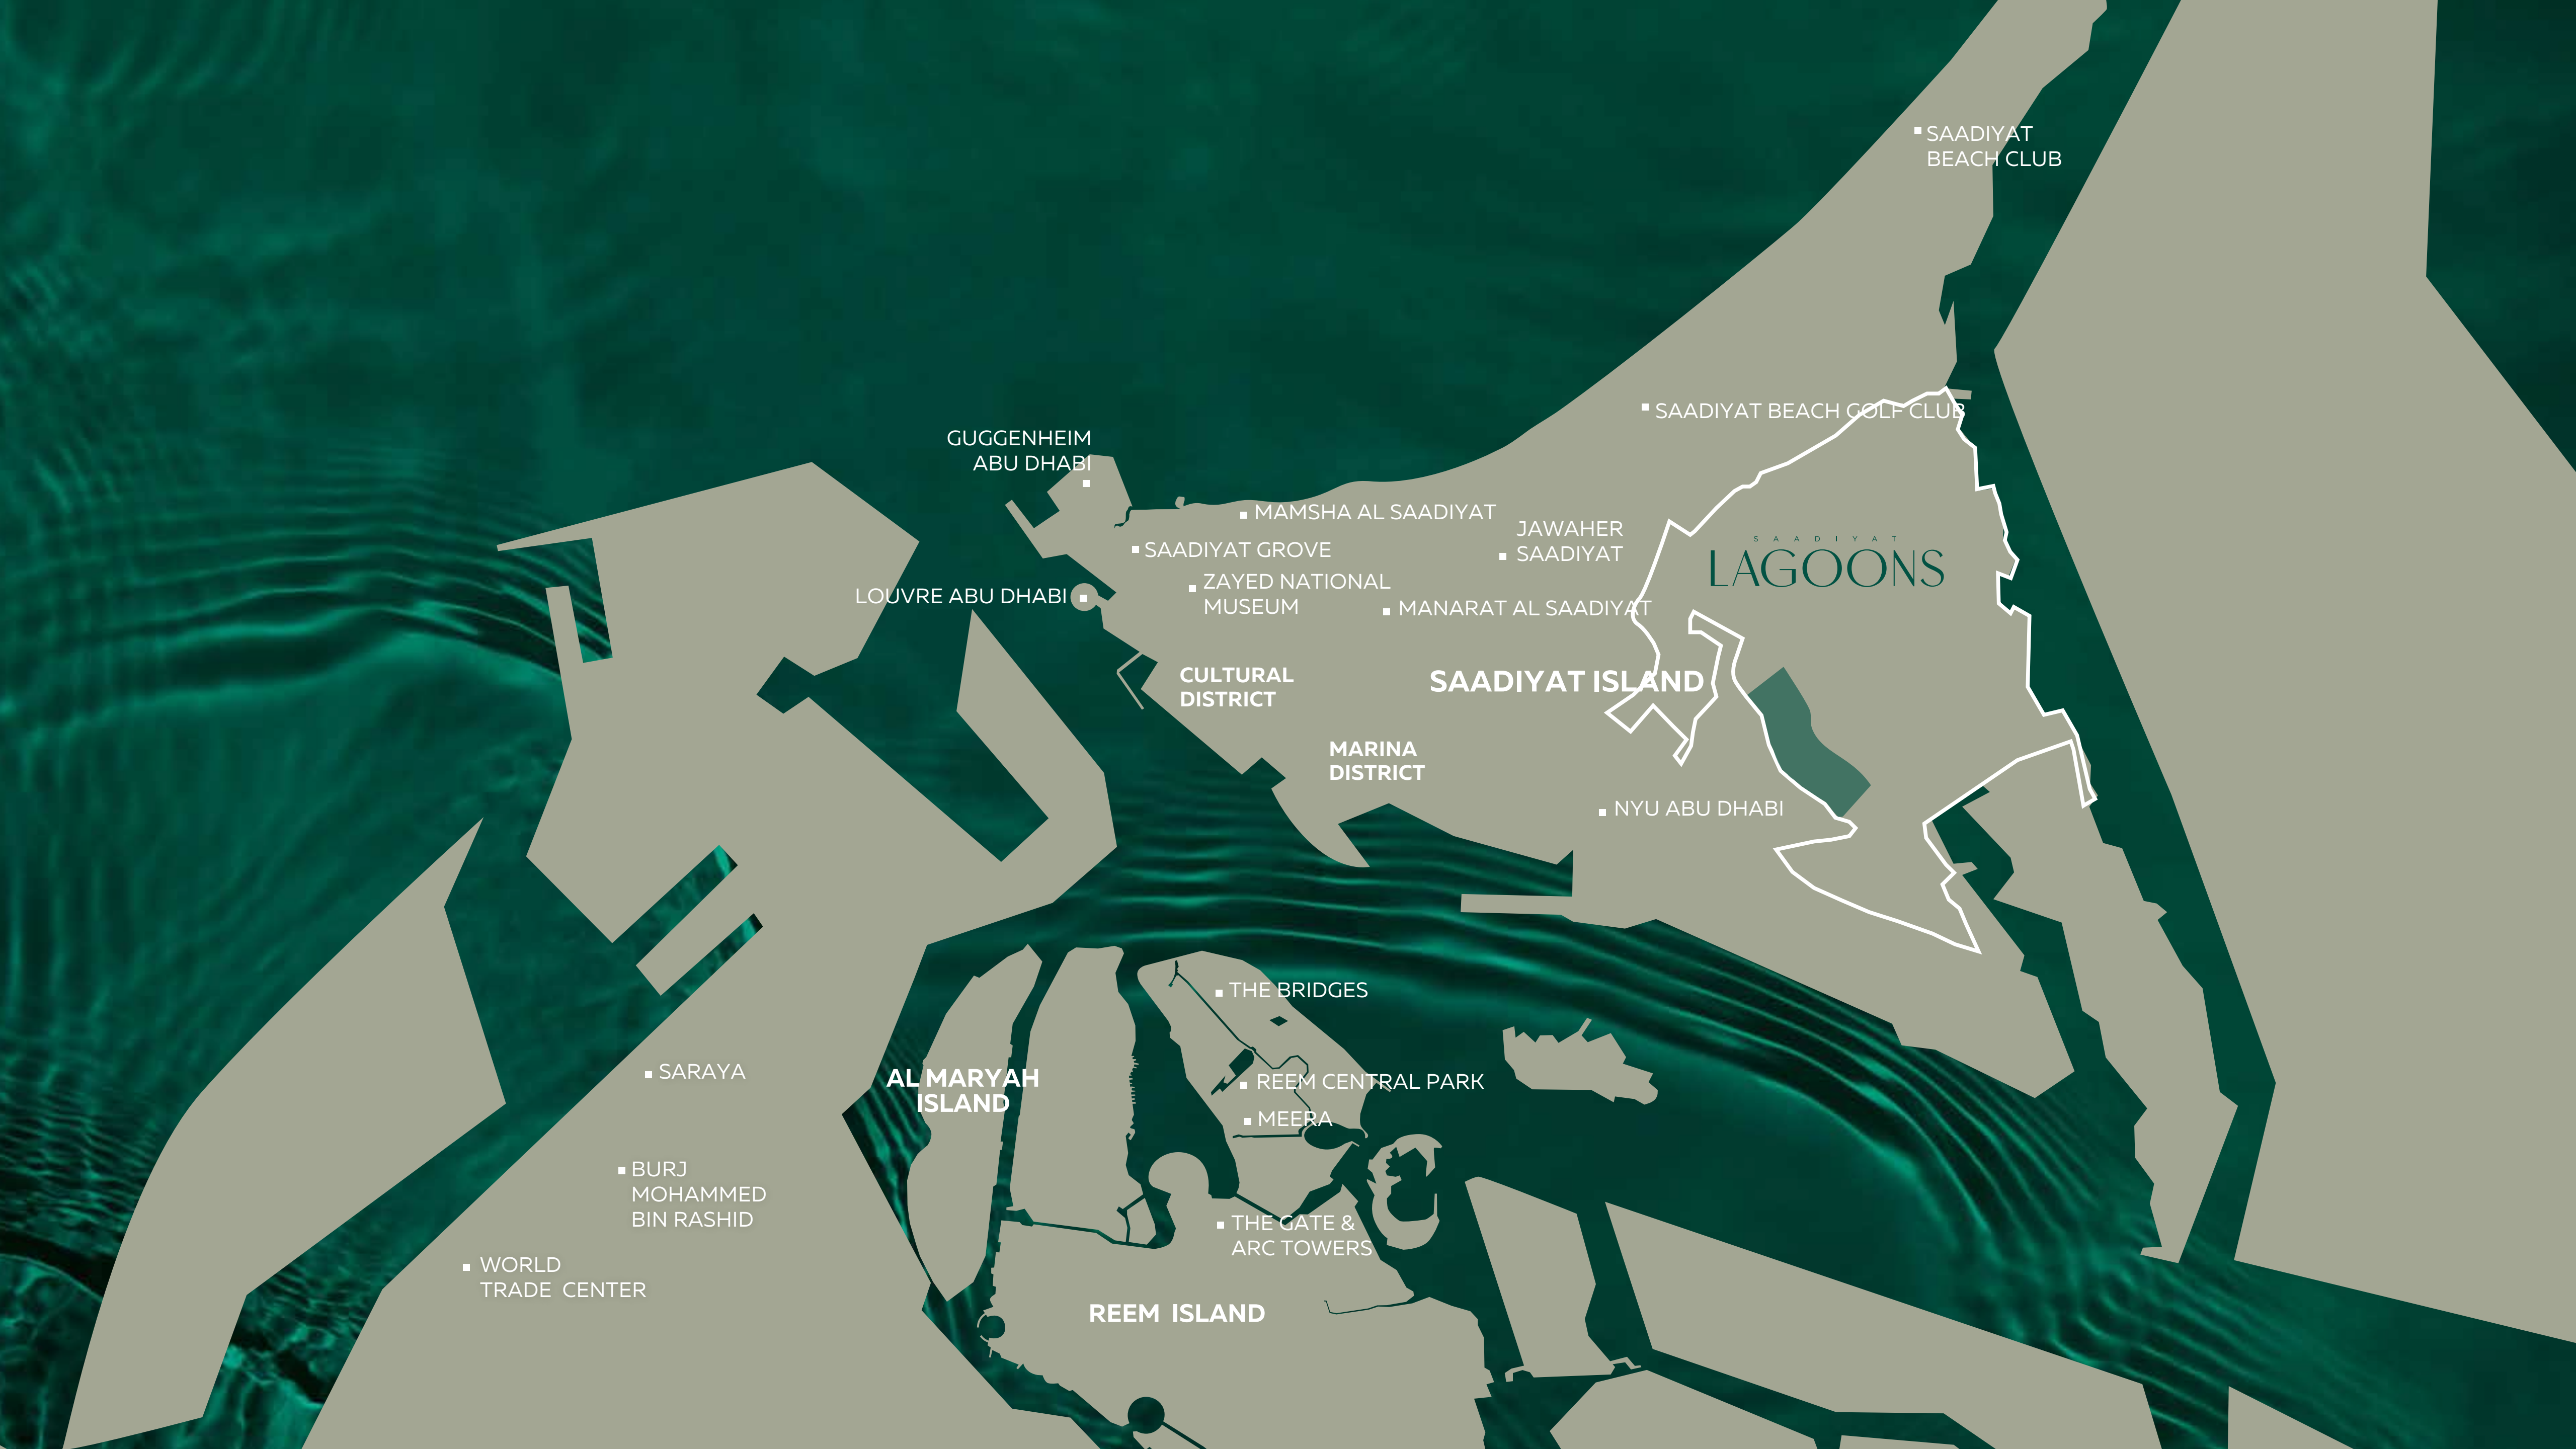 SAADIYAT
BEACH CLUB
SAADIYAT BEACH GOLF CLUB
GUGGENHEIM
ABU DHABI
MAMSHA AL SAADIYAT
JAWAHER
SAADIYAT
SAADIYAT
LAGOONS
SAADIYAT GROVE
ZAYED NATIONAL
MUSEUM
LOUVRE ABU DHABI
MANARAT AL SAADIYAT
CULTURAL
DISTRICT
SAADIYAT ISLAND
MARINA
DISTRICT
NYU ABU DHABI
THE BRIDGES
SARAYA
AL MARYAH
ISLAND
REEM CENTRAL PARK
MEERA
BURJ
MOHAMMED
BIN RASHID
THE GATE &
ARC TOWERS
WORLD
TRADE CENTER
REEM ISLAND